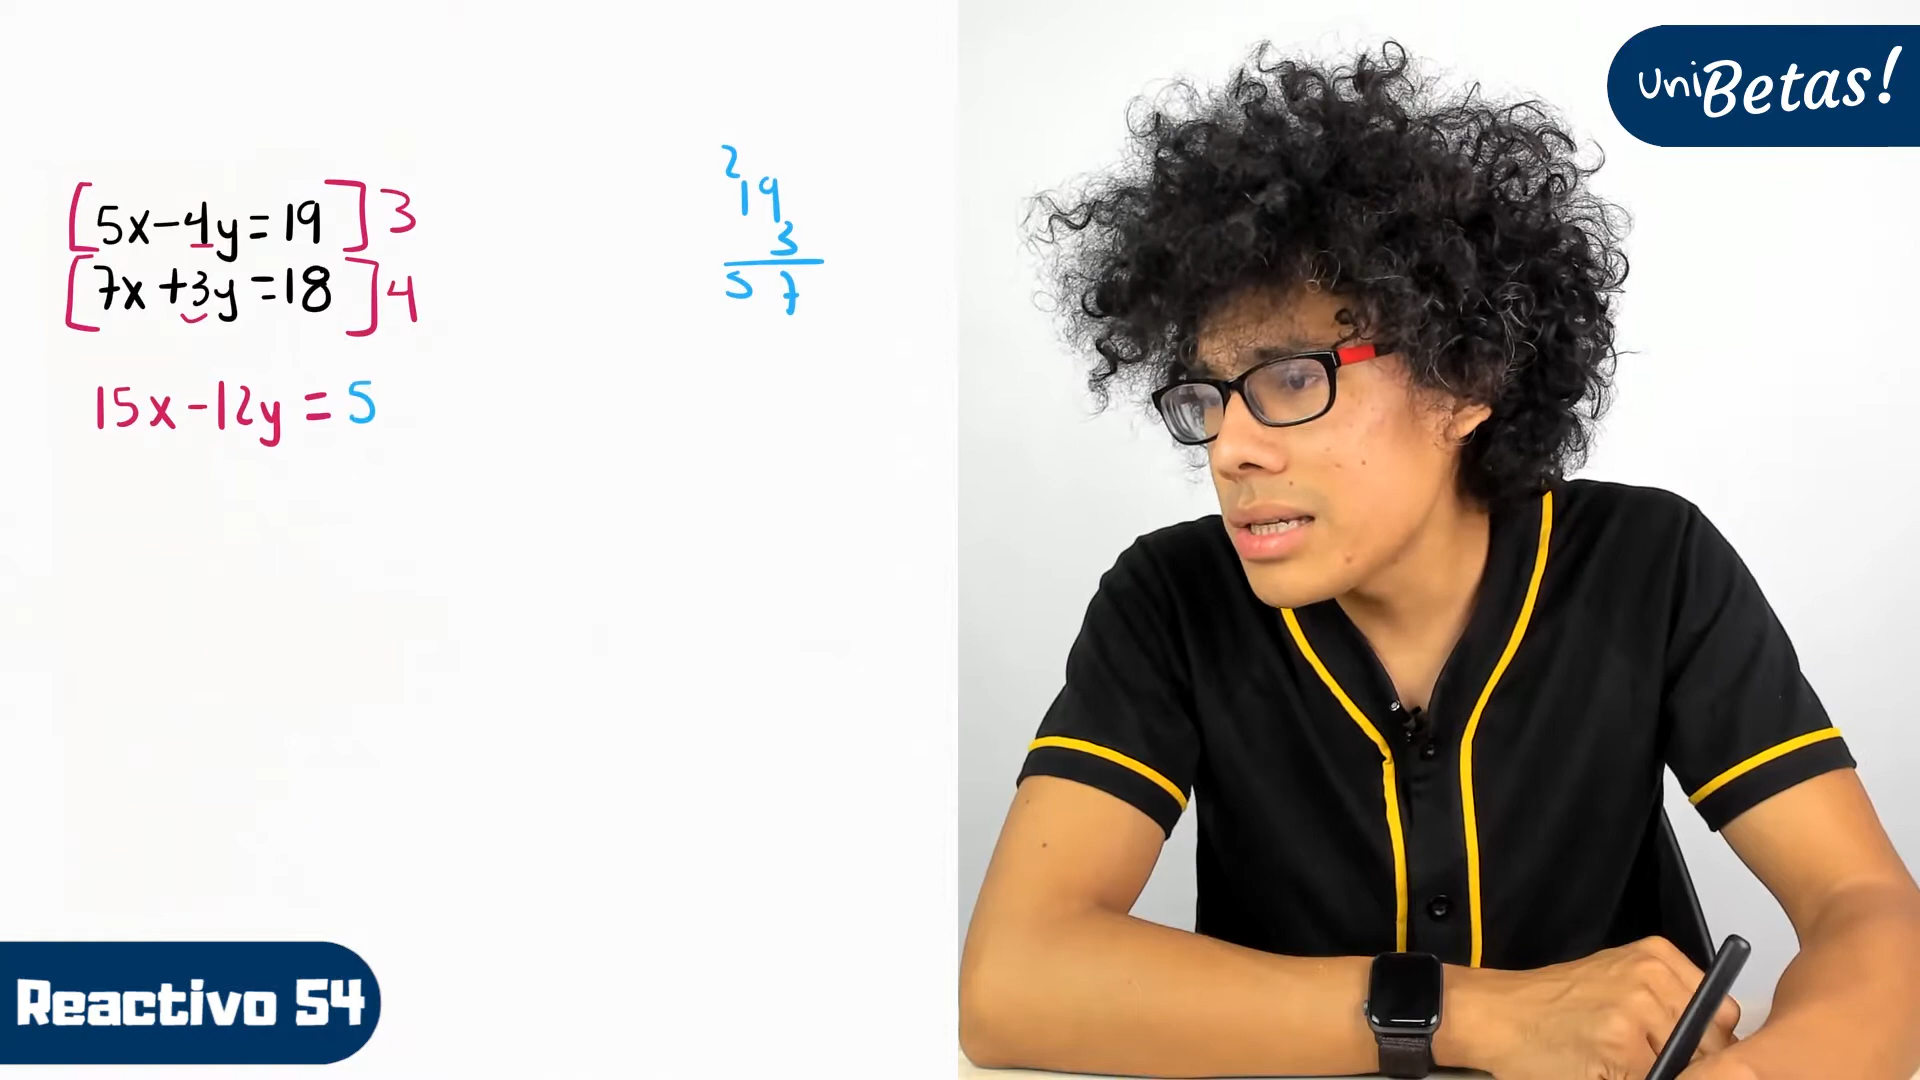 [5x-4y=19]3
[7x+3y=18]4
15x-12y=5
2
19
3
57
uniBetas!
Reactivo 54